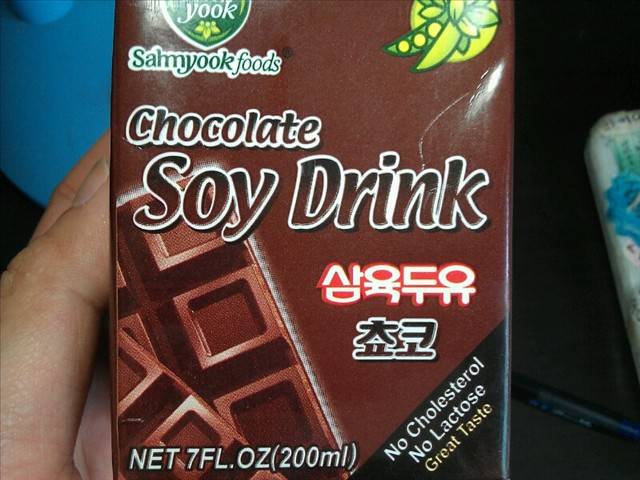 yook
Sahmyook foods
Chocolate
Soy Drink
삼육두유
쵸코
No Cholesterol
No Lactose
Great Taste
NET 7FL.OZ(200ml)